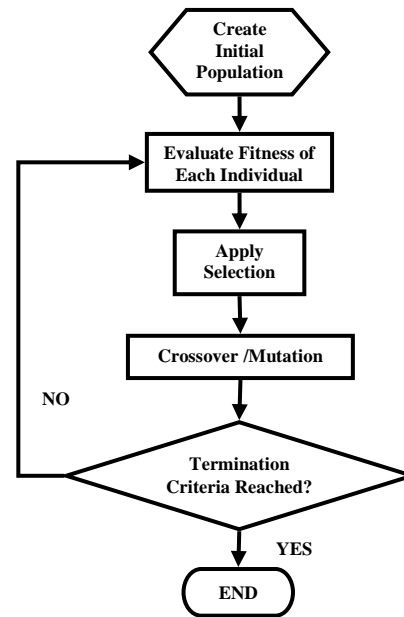 Create
Initial
Population
Evaluate Fitness of
Each Individual
Apply
Selection
Crossover /Mutation
NO
Termination
Criteria Reached?
YES
END